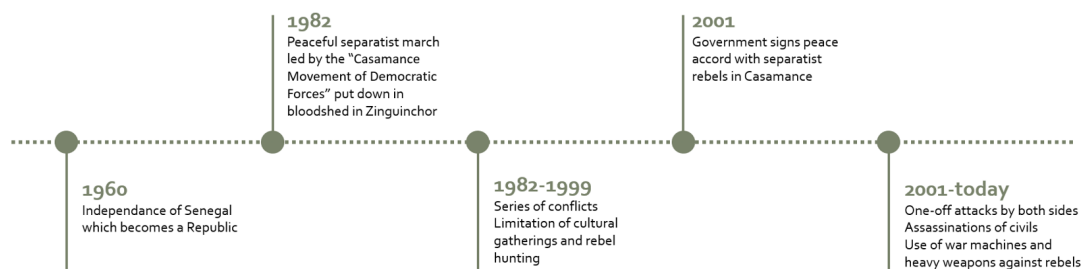 1982
Peaceful separatist march
led by the “Casamance
Movement of Democratic
Forces” put down in
bloodshed in Zinguinchor
2001
Government signs peace
accord with separatist
rebels in Casamance
1960
Independance of Senegal
which becomes a Republic
1982-1999
Series of conflicts
Limitation of cultural
gatherings and rebel
hunting
2001-today
One-off attacks by both sides
Assassinations of civils
Use of war machines and
heavy weapons against rebels